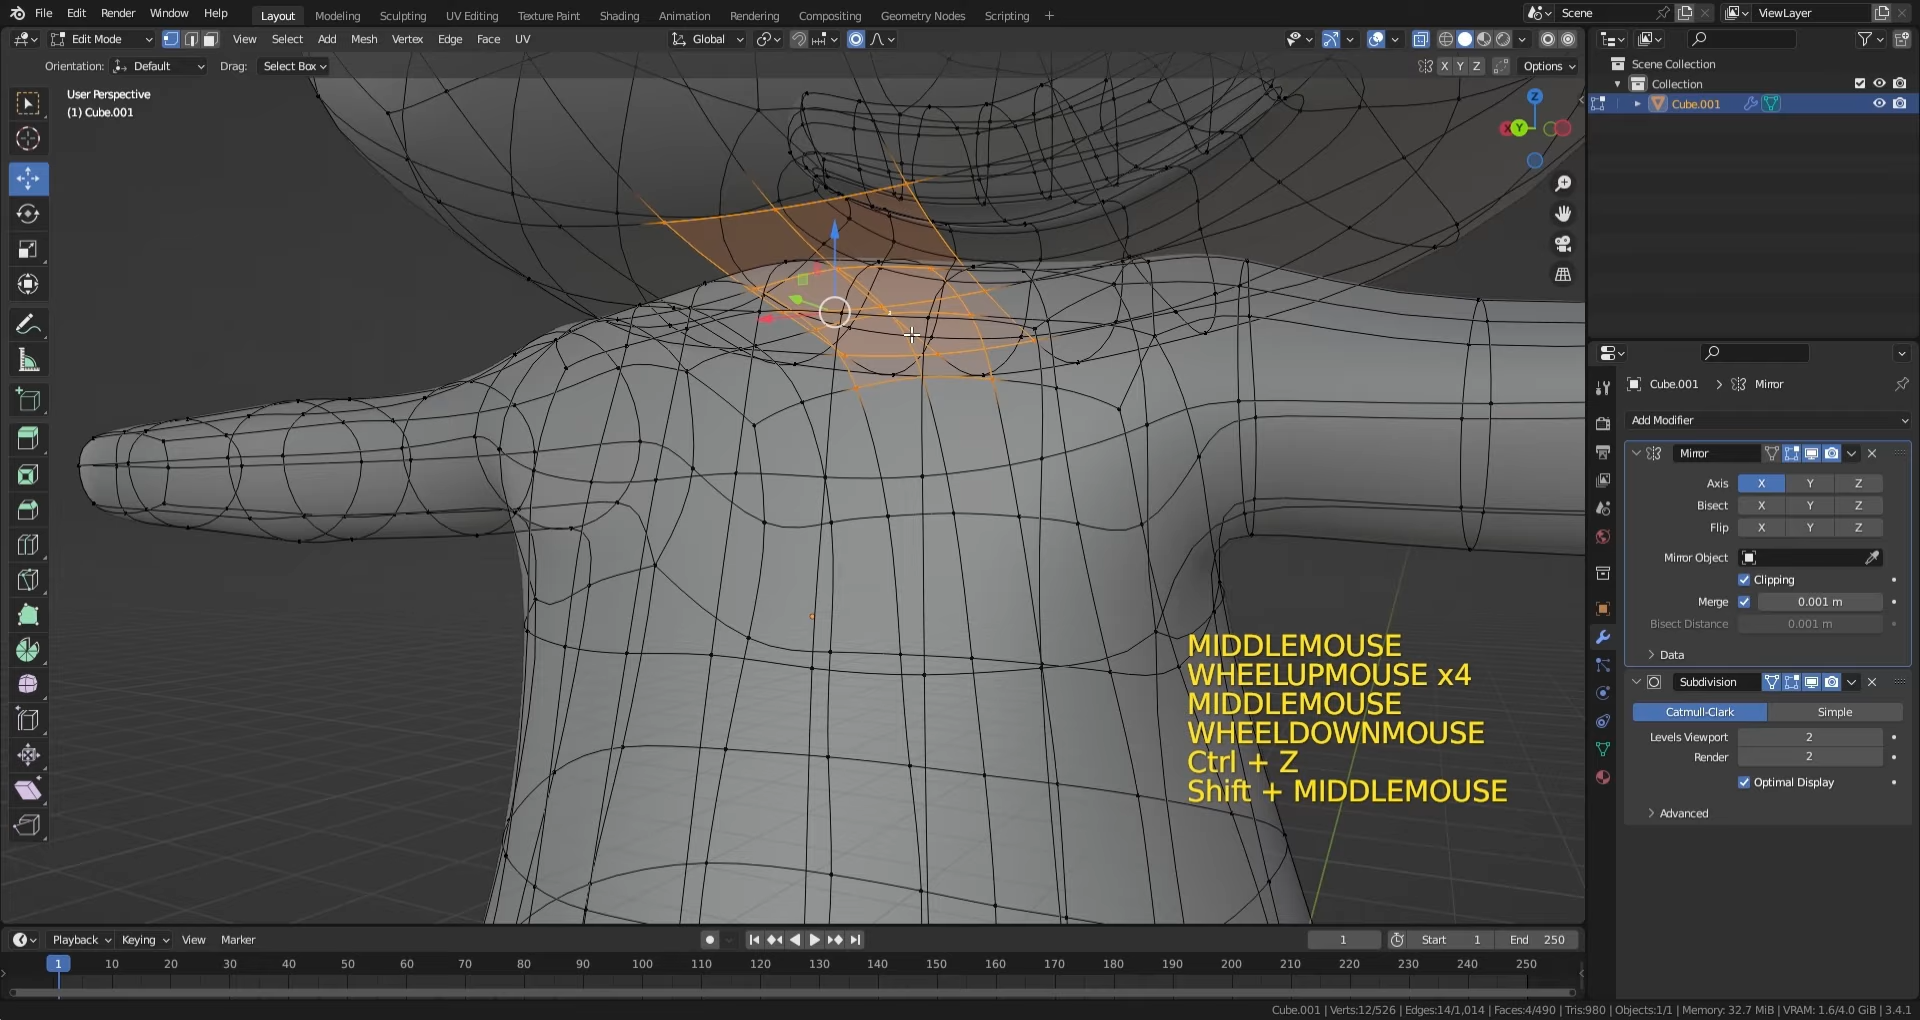 File Edit Render Window Help Layout Modeling Sculpting UV Editing Texture Paint Shading Animation Rendering Compositing Geometry Nodes Scripting + Scene ViewLayer
Edit Mode View Select Add Mesh Vertex Edge Face UV Global
Orientation: Default Drag: Select Box X Y Z Options
User Perspective
(1) Cube.001
Z
X Y
Scene Collection
Collection
Cube.001
Cube.001 > Mirror
Add Modifier
Mirror
Axis X Y Z
Bisect X Y Z
Flip X Y Z
Mirror Object
Clipping
Merge 0.001 m
Bisect Distance 0.001 m
Data
Subdivision
Catmull-Clark Simple
Levels Viewport 2
Render 2
Optimal Display
Advanced
MIDDLEMOUSE
WHEELUPMOUSE x4
MIDDLEMOUSE
WHEELDOWNMOUSE
Ctrl + Z
Shift + MIDDLEMOUSE
Playback Keying View Marker 1 Start 1 End 250
1 10 20 30 40 50 60 70 80 90 100 110 120 130 140 150 160 170 180 190 200 210 220 230 240 250
Cube.001 | Verts:12/526 | Edges:14/1,014 | Faces:4/490 | Tris:980 | Objects:1/1 | Memory: 32.7 MiB | VRAM: 1.6/4.0 GiB | 3.4.1